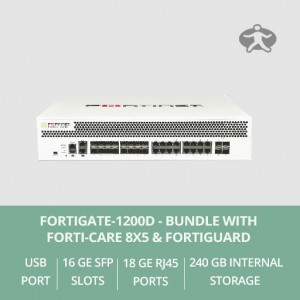 FORTINET
FORTIGATE-1200D - BUNDLE WITH
FORTI-CARE 8X5 & FORTIGUARD
USB PORT
16 GE SFP SLOTS
18 GE RJ45 PORTS
240 GB INTERNAL STORAGE